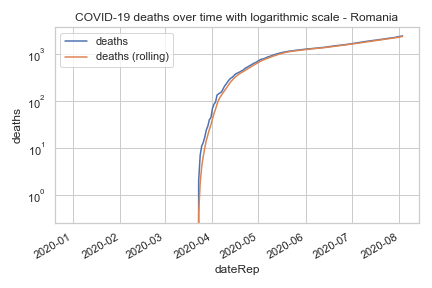 COVID-19 deaths over time with logarithmic scale - Romania
deaths
deaths (rolling)
10³
10²
10¹
10⁰
deaths
2020-01
2020-02
2020-03
2020-04
2020-05
2020-06
2020-07
2020-08
dateRep